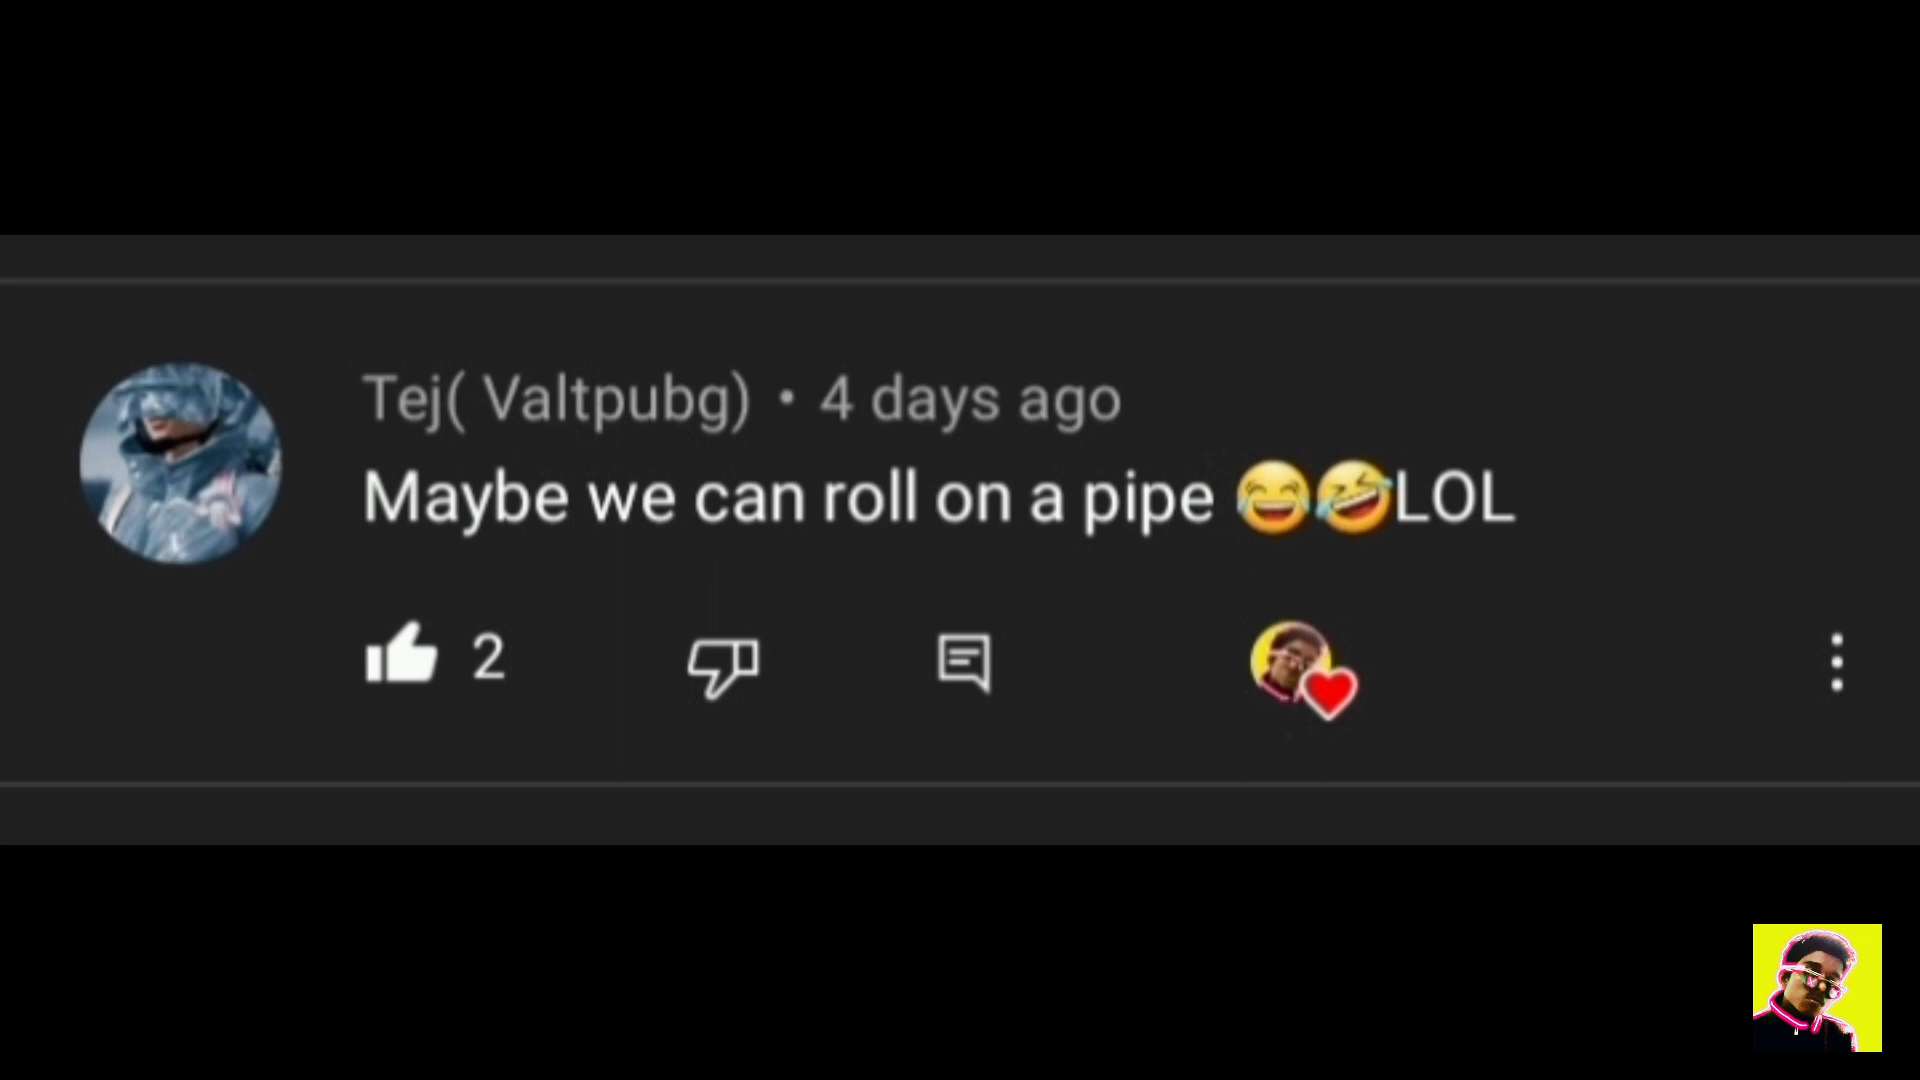 Tej( Valtpubg) • 4 days ago
Maybe we can roll on a pipe 😂🤣LOL
2